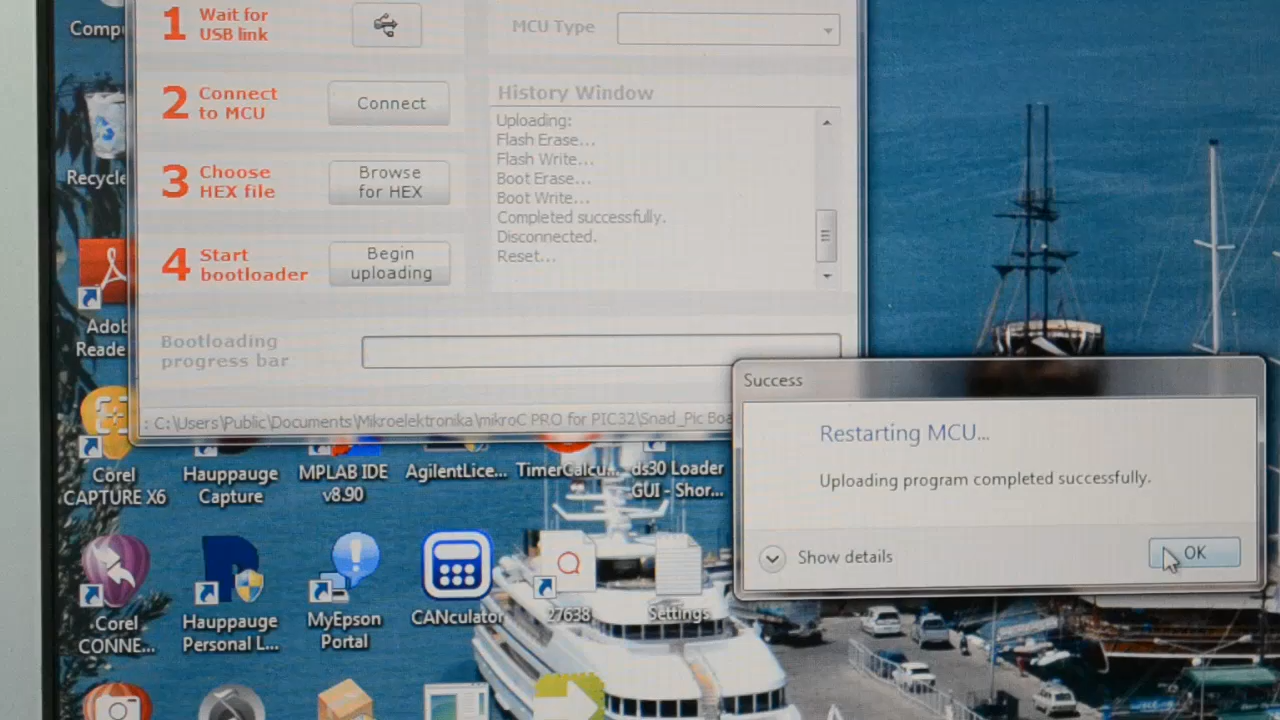 1 Wait for
USB link
MCU Type
2 Connect
to MCU
Connect
3 Choose
HEX file
Browse
for HEX
4 Start
bootloader
Begin
uploading
History Window
Uploading:
Flash Erase...
Flash Write...
Boot Erase...
Boot Write...
Completed successfully.
Disconnected.
Reset...
Bootloading
progress bar
: C:\Users\Public\Documents\Mikroelektronika\mikroC PRO for PIC32\Snad_Pic Boa
Success
Restarting MCU...
Uploading program completed successfully.
Show details
OK
Compu
Recycle
Adob
Reade
Corel
CAPTURE X6
Hauppauge
Capture
MPLAB IDE
v8.90
AgilentLice...
TimerCalcu...
ds30 Loader
GUI - Shor...
Corel
CONNE...
Hauppauge
Personal L...
MyEpson
Portal
CANculator
27638
Settings